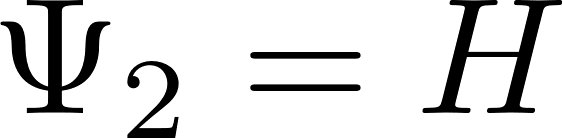 Ψ₂ = H